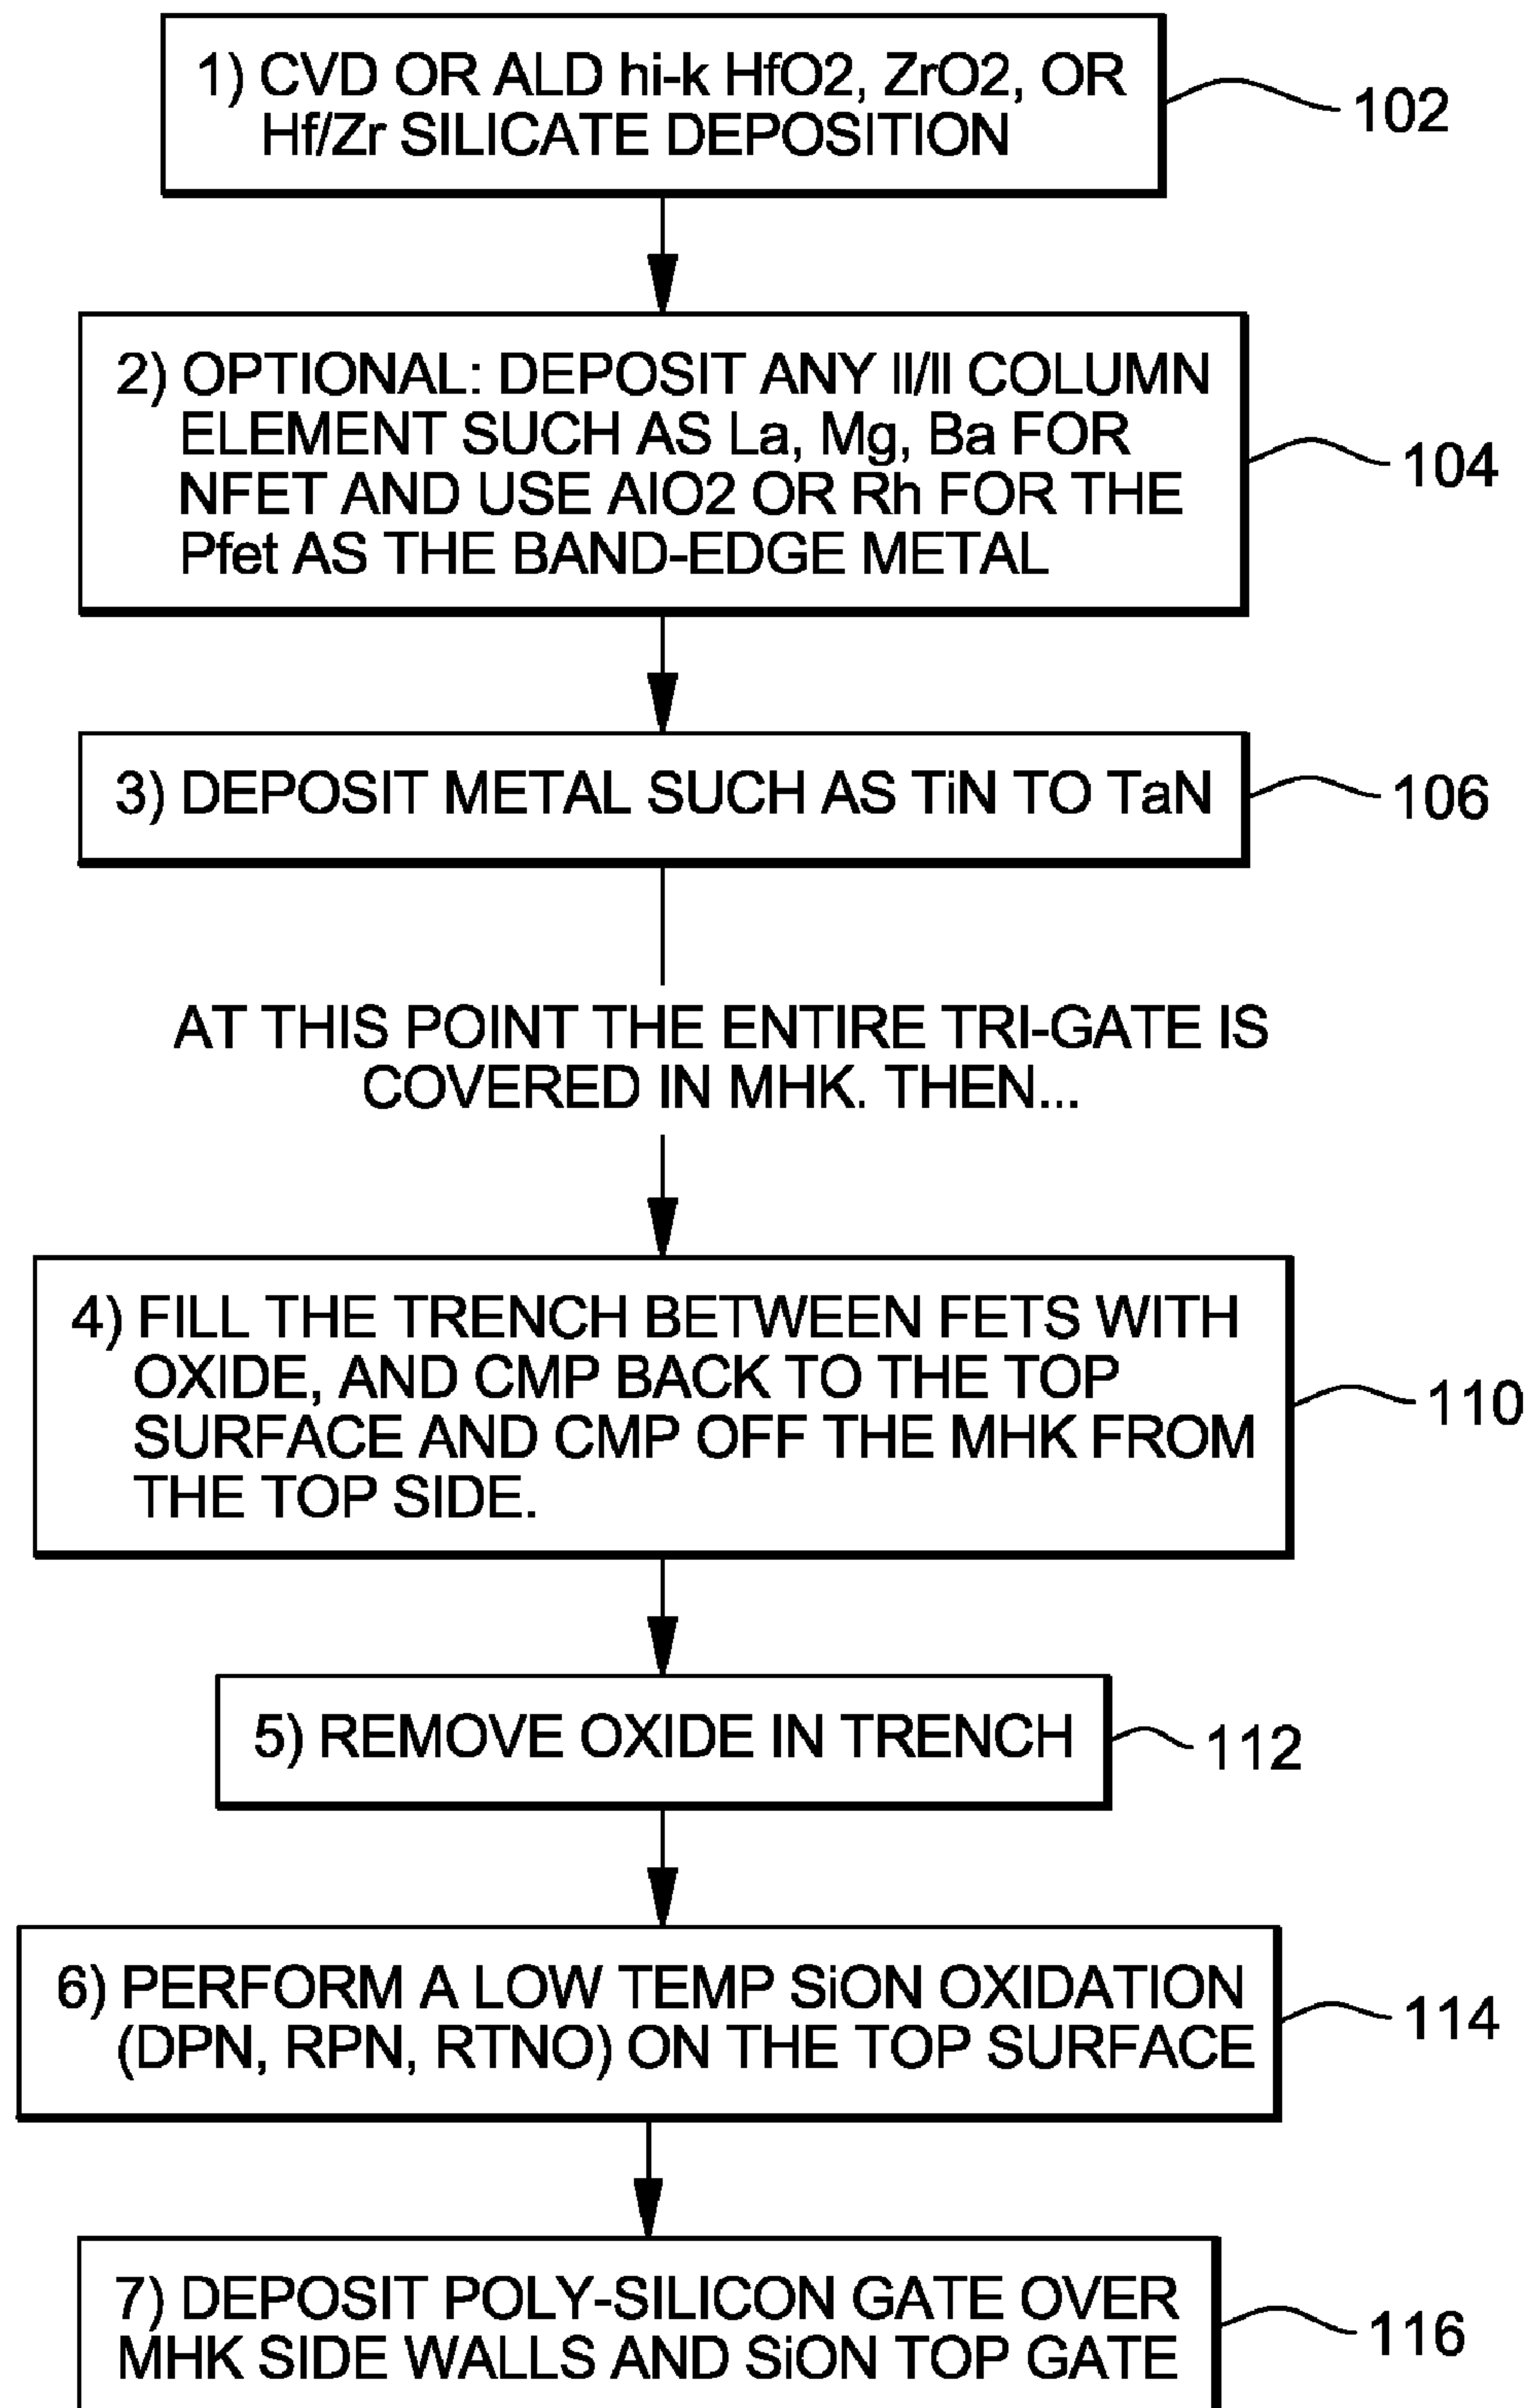 1) CVD OR ALD hi-k HfO2, ZrO2, OR
Hf/Zr SILICATE DEPOSITION
102
2) OPTIONAL: DEPOSIT ANY II/II COLUMN
ELEMENT SUCH AS La, Mg, Ba FOR
NFET AND USE AlO2 OR Rh FOR THE
Pfet AS THE BAND-EDGE METAL
104
3) DEPOSIT METAL SUCH AS TiN TO TaN
106
AT THIS POINT THE ENTIRE TRI-GATE IS
COVERED IN MHK. THEN...
4) FILL THE TRENCH BETWEEN FETS WITH
OXIDE, AND CMP BACK TO THE TOP
SURFACE AND CMP OFF THE MHK FROM
THE TOP SIDE.
110
5) REMOVE OXIDE IN TRENCH
112
6) PERFORM A LOW TEMP SiON OXIDATION
(DPN, RPN, RTNO) ON THE TOP SURFACE
114
7) DEPOSIT POLY-SILICON GATE OVER
MHK SIDE WALLS AND SiON TOP GATE
116